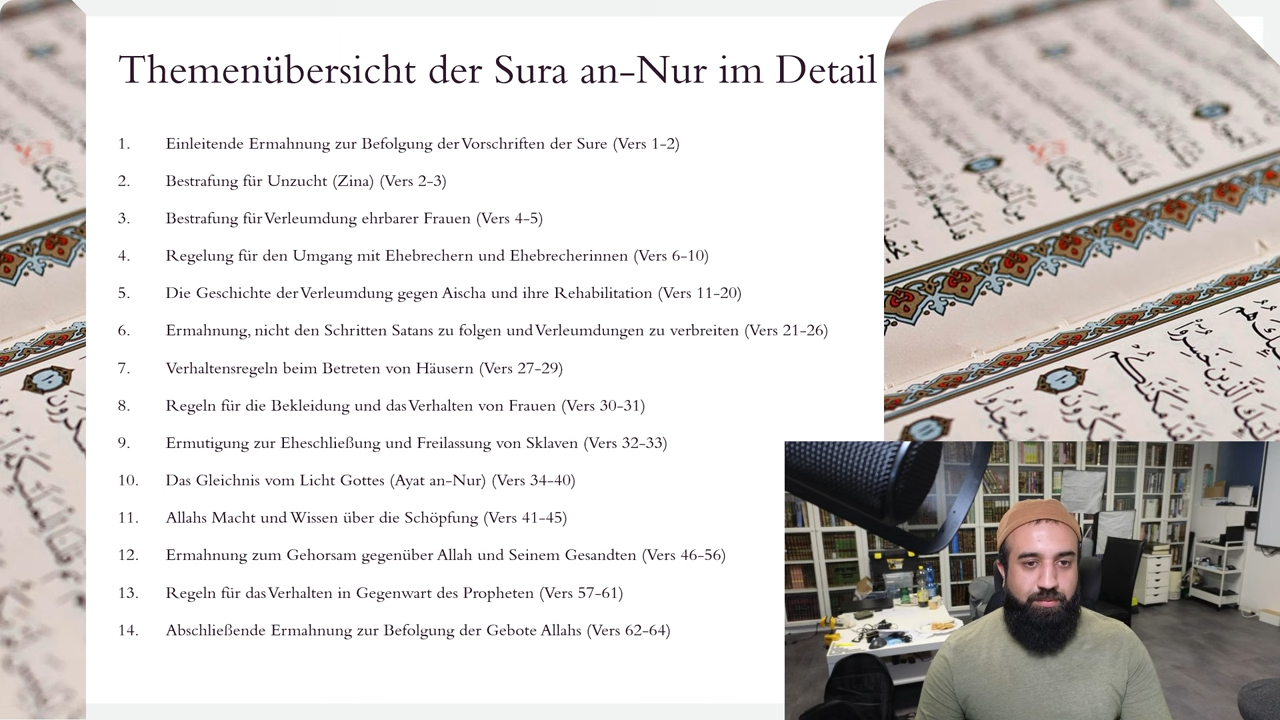 Themenübersicht der Sura an-Nur im Detail
1. Einleitende Ermahnung zur Befolgung der Vorschriften der Sure (Vers 1-2)
2. Bestrafung für Unzucht (Zina) (Vers 2-3)
3. Bestrafung für Verleumdung ehrbarer Frauen (Vers 4-5)
4. Regelung für den Umgang mit Ehebrechern und Ehebrecherinnen (Vers 6-10)
5. Die Geschichte der Verleumdung gegen Aischa und ihre Rehabilitation (Vers 11-20)
6. Ermahnung, nicht den Schritten Satans zu folgen und Verleumdungen zu verbreiten (Vers 21-26)
7. Verhaltensregeln beim Betreten von Häusern (Vers 27-29)
8. Regeln für die Bekleidung und das Verhalten von Frauen (Vers 30-31)
9. Ermutigung zur Eheschließung und Freilassung von Sklaven (Vers 32-33)
10. Das Gleichnis vom Licht Gottes (Ayat an-Nur) (Vers 34-40)
11. Allahs Macht und Wissen über die Schöpfung (Vers 41-45)
12. Ermahnung zum Gehorsam gegenüber Allah und Seinem Gesandten (Vers 46-56)
13. Regeln für das Verhalten in Gegenwart des Propheten (Vers 57-61)
14. Abschließende Ermahnung zur Befolgung der Gebote Allahs (Vers 62-64)